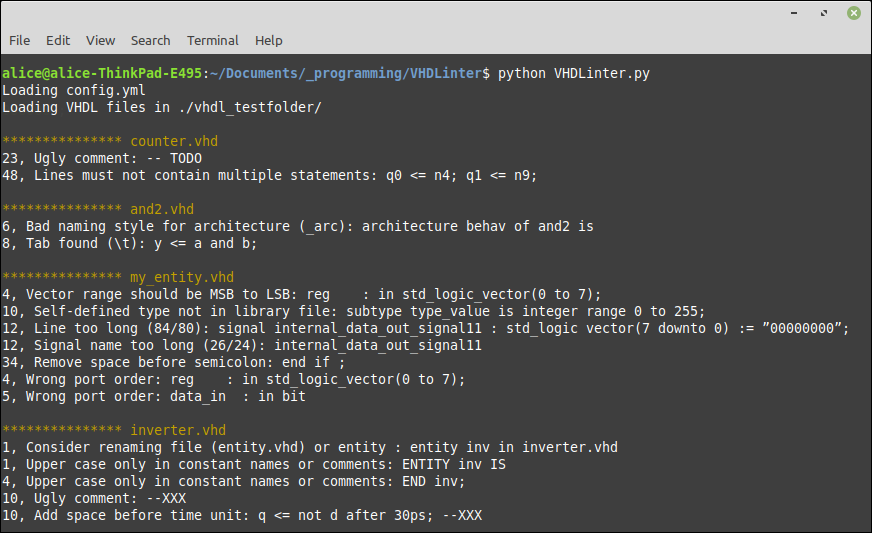 File Edit View Search Terminal Help
alice@alice-ThinkPad-E495:~/Documents/_programming/VHDLinter$ python VHDLinter.py
Loading config.yml
Loading VHDL files in ./vhdl_testfolder/
*************** counter.vhd
23, Ugly comment: -- TODO
48, Lines must not contain multiple statements: q0 <= n4; q1 <= n9;
*************** and2.vhd
6, Bad naming style for architecture (_arc): architecture behav of and2 is
8, Tab found (\t): y <= a and b;
*************** my_entity.vhd
4, Vector range should be MSB to LSB: reg    : in std_logic_vector(0 to 7);
10, Self-defined type not in library file: subtype type_value is integer range 0 to 255;
12, Line too long (84/80): signal internal_data_out_signal11 : std_logic vector(7 downto 0) := ”00000000”;
12, Signal name too long (26/24): internal_data_out_signal11
34, Remove space before semicolon: end if ;
4, Wrong port order: reg    : in std_logic_vector(0 to 7);
5, Wrong port order: data_in  : in bit
*************** inverter.vhd
1, Consider renaming file (entity.vhd) or entity : entity inv in inverter.vhd
1, Upper case only in constant names or comments: ENTITY inv IS
4, Upper case only in constant names or comments: END inv;
10, Ugly comment: --XXX
10, Add space before time unit: q <= not d after 30ps; --XXX